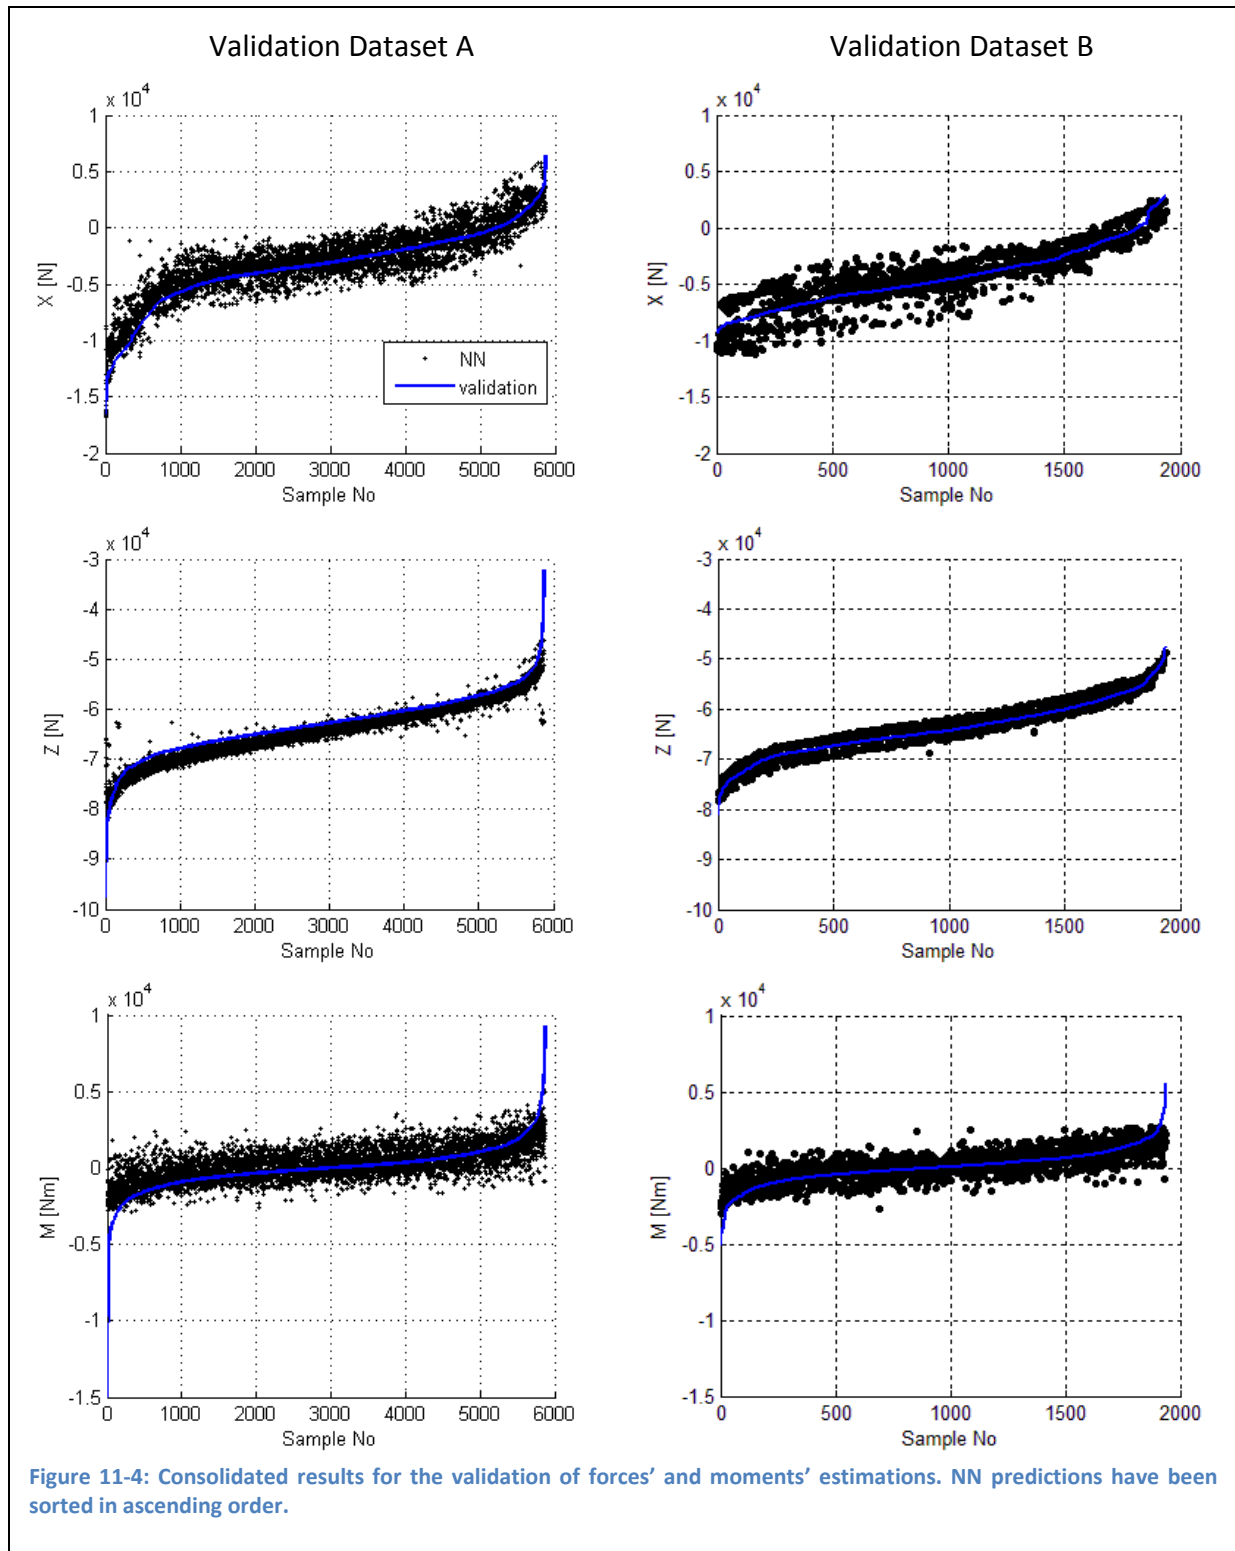 Validation Dataset A
Validation Dataset B
x 10^4
1
0.5
0
-0.5
-1
-1.5
-2
X [N]
0 1000 2000 3000 4000 5000 6000
Sample No
NN
validation
x 10^4
1
0.5
0
-0.5
-1
-1.5
-2
X [N]
0 500 1000 1500 2000
Sample No
x 10^4
-3
-4
-5
-6
-7
-8
-9
-10
Z [N]
0 1000 2000 3000 4000 5000 6000
Sample No
x 10^4
-3
-4
-5
-6
-7
-8
-9
-10
Z [N]
0 500 1000 1500 2000
Sample No
x 10^4
1
0.5
0
-0.5
-1
-1.5
M [Nm]
0 1000 2000 3000 4000 5000 6000
Sample No
x 10^4
1
0.5
0
-0.5
-1
-1.5
M [Nm]
0 500 1000 1500 2000
Sample No
Figure 11-4: Consolidated results for the validation of forces’ and moments’ estimations. NN predictions have been
sorted in ascending order.